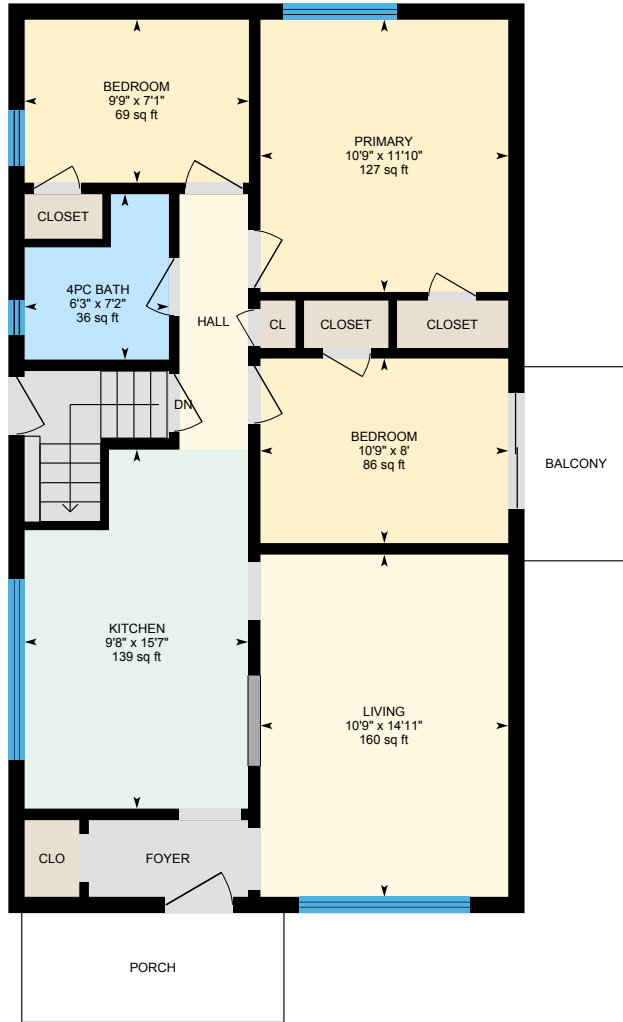 BEDROOM
9'9" x 7'1"
69 sq ft
PRIMARY
10'9" x 11'10"
127 sq ft
CLOSET
4PC BATH
6'3" x 7'2"
36 sq ft
HALL
CL
CLOSET
CLOSET
DN
BEDROOM
10'9" x 8'
86 sq ft
BALCONY
KITCHEN
9'8" x 15'7"
139 sq ft
LIVING
10'9" x 14'11"
160 sq ft
CLO
FOYER
PORCH